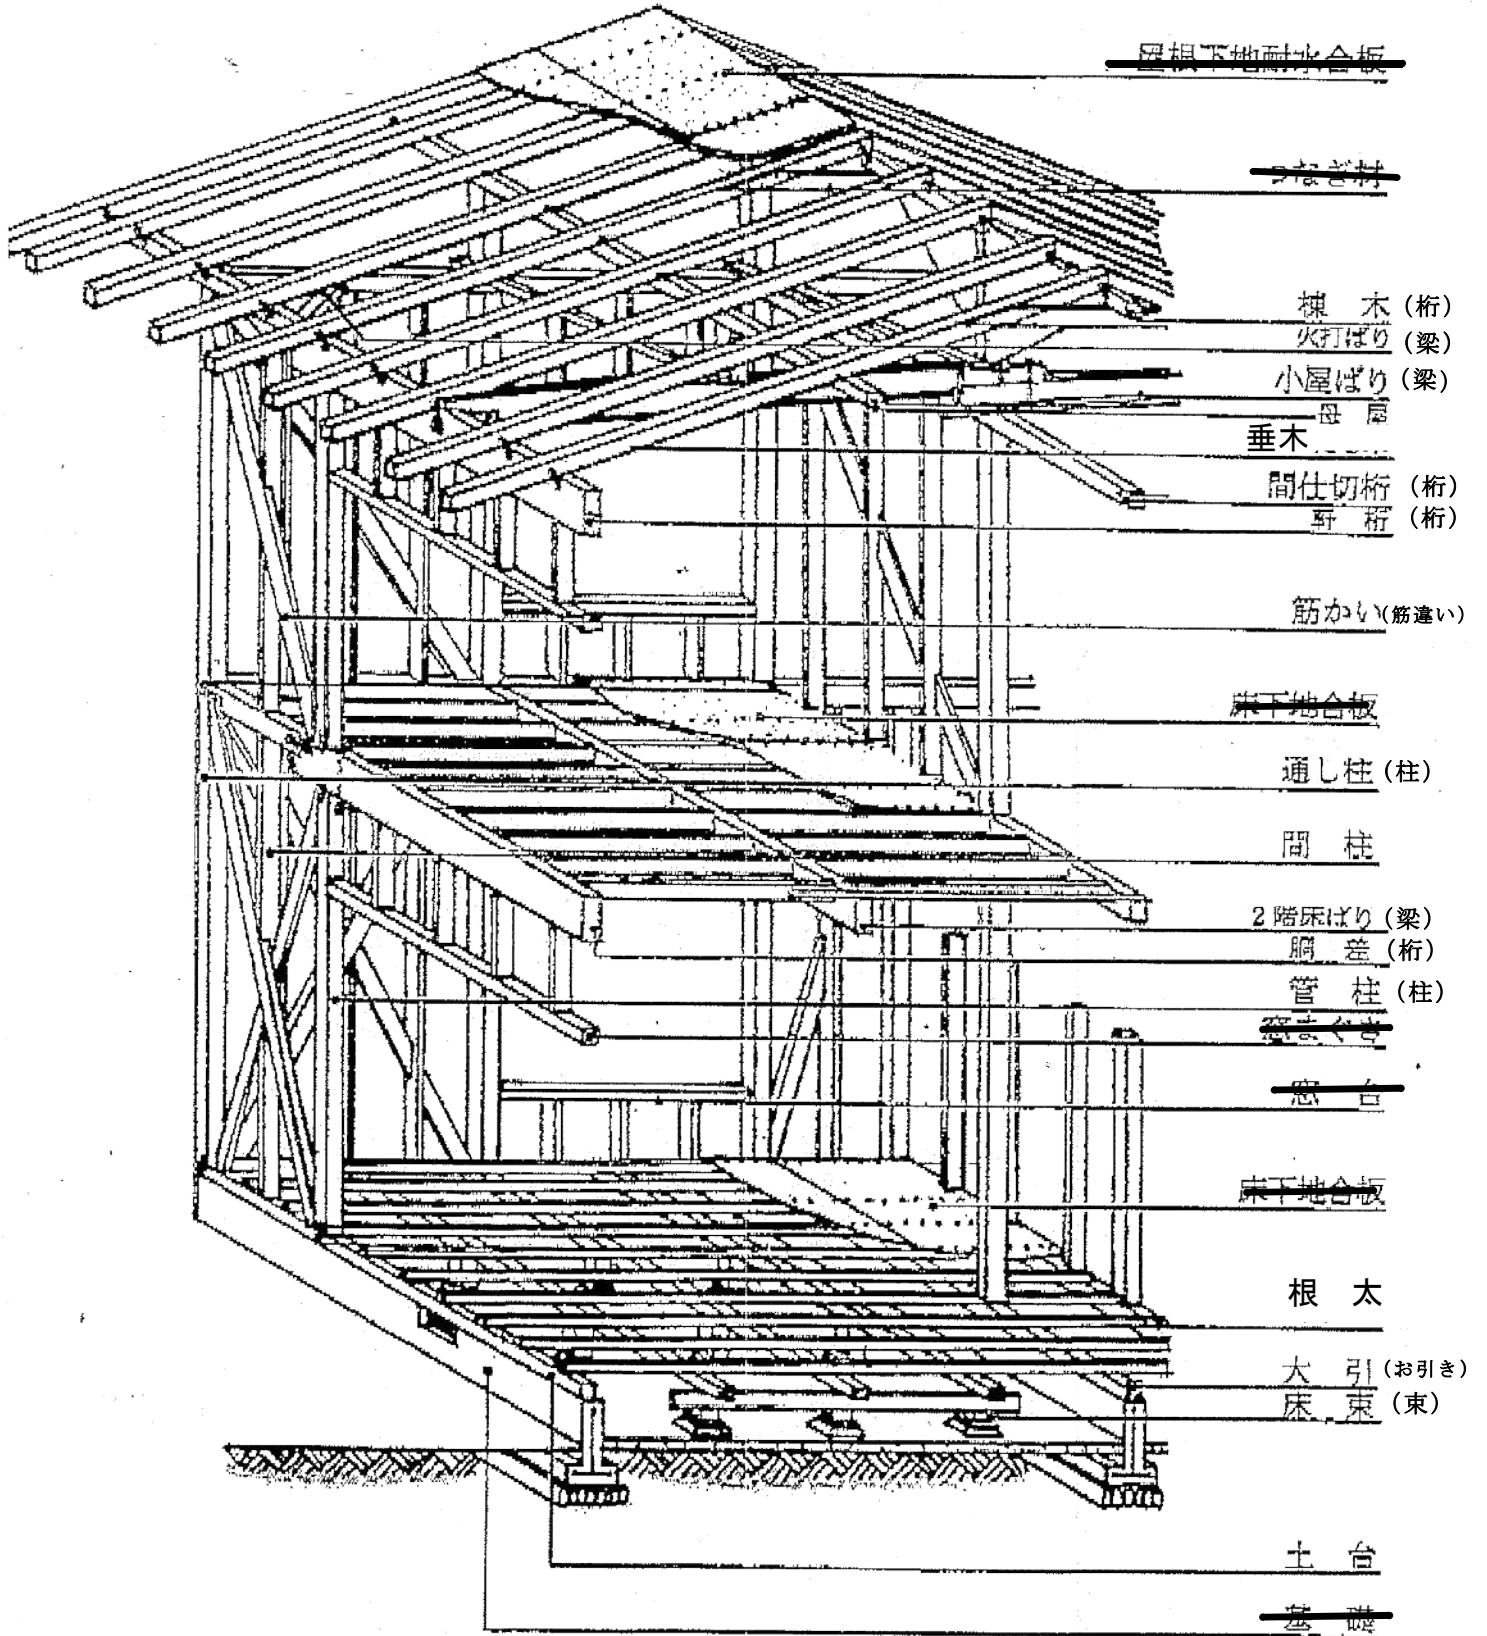 屋根下地耐水合板
つなぎ材
棟　木（桁）
火打ばり（梁）
小屋ばり（梁）
母　屋
垂木
間仕切桁（桁）
軒　桁（桁）
筋かい（筋違い）
床下地合板
通し柱（柱）
間　柱
2階床ばり（梁）
胴　差（桁）
管　柱（柱）
窓まぐさ
窓　台
床下地合板
根　太
大　引（お引き）
床　束（束）
土　台
基　礎